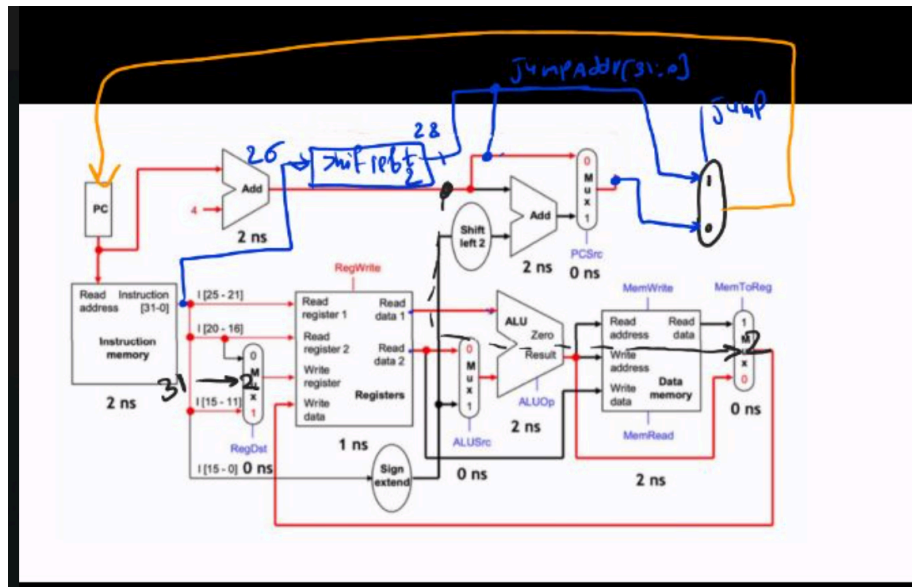 JumpAddr[31:0]
Jump
28
26
shift left
2
1
0
PC
4
Add
2 ns
Shift
left 2
Add
2 ns
0
M
u
x
1
PCSrc
0 ns
Read
address
Instruction
[31-0]
Instruction
memory
2 ns
I [25 - 21]
I [20 - 16]
I [15 - 11]
I [15 - 0]
31
2
0
M
u
x
1
RegDst
0 ns
RegWrite
Read
register 1
Read
register 2
Write
register
Write
data
Read
data 1
Read
data 2
Registers
1 ns
Sign
extend
0
M
u
x
1
ALUSrc
0 ns
ALU
Zero
Result
ALUOp
2 ns
MemWrite
Read
address
Write
address
Write
data
Read
data
Data
memory
MemRead
2 ns
MemToReg
1
M
u
x
0
2
0 ns